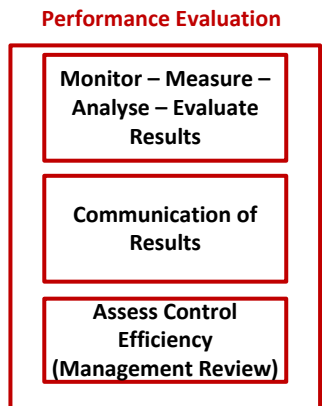 Performance Evaluation
Monitor – Measure –
Analyse – Evaluate
Results
Communication of
Results
Assess Control
Efficiency
(Management Review)